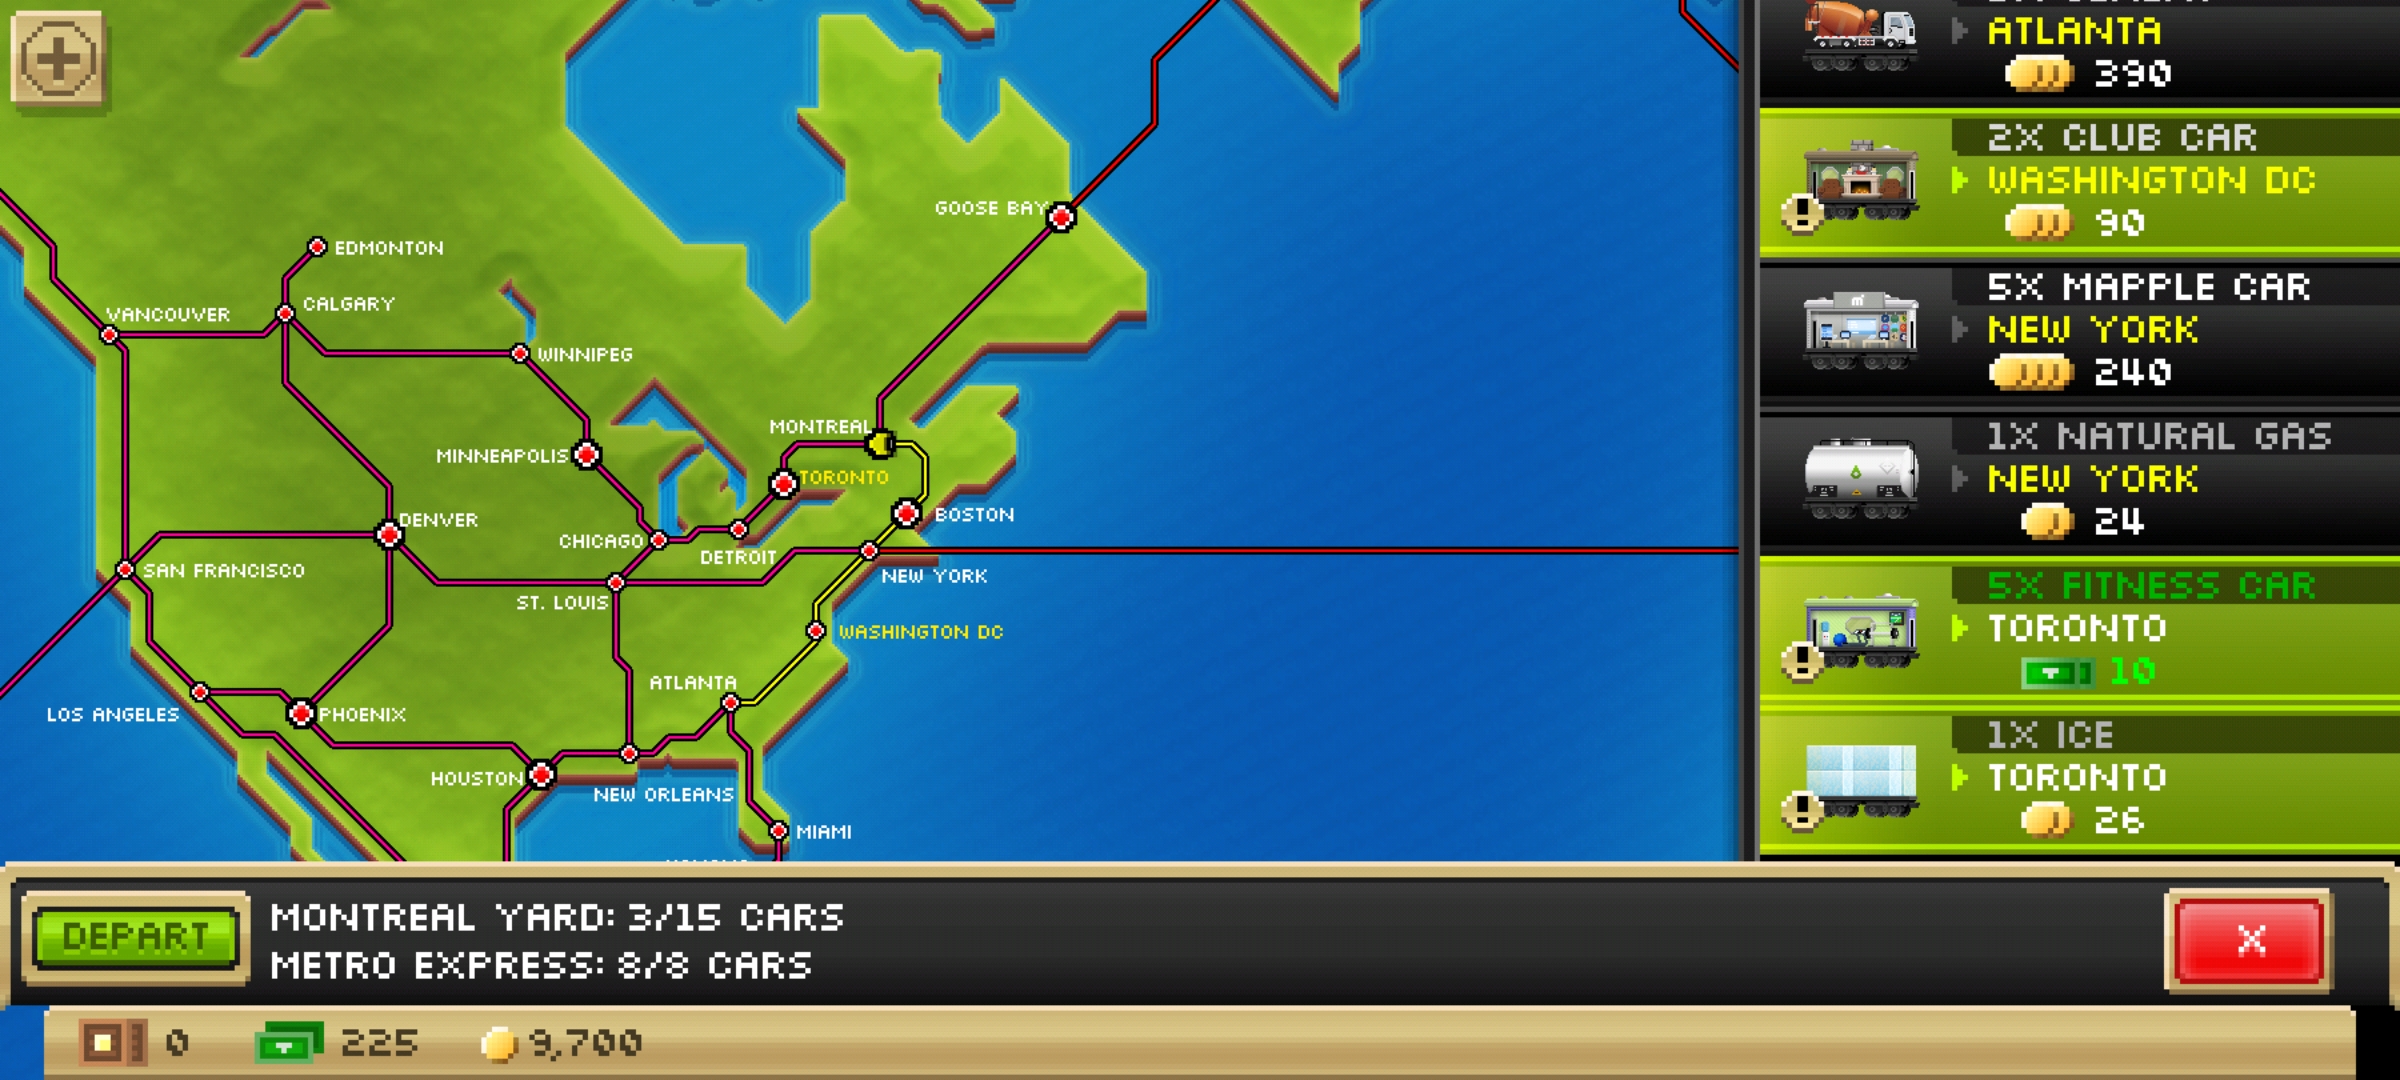 ATLANTA
390
2X CLUB CAR
WASHINGTON DC
90
5X MAPPLE CAR
NEW YORK
240
1X NATURAL GAS
NEW YORK
24
5X FITNESS CAR
TORONTO
10
1X ICE
TORONTO
26
GOOSE BAY
EDMONTON
CALGARY
VANCOUVER
WINNIPEG
MONTREAL
MINNEAPOLIS
TORONTO
DENVER
BOSTON
CHICAGO
DETROIT
SAN FRANCISCO
NEW YORK
ST. LOUIS
WASHINGTON DC
ATLANTA
LOS ANGELES
PHOENIX
HOUSTON
NEW ORLEANS
MIAMI
DEPART
MONTREAL YARD: 3/15 CARS
METRO EXPRESS: 8/8 CARS
X
0
225
9,700